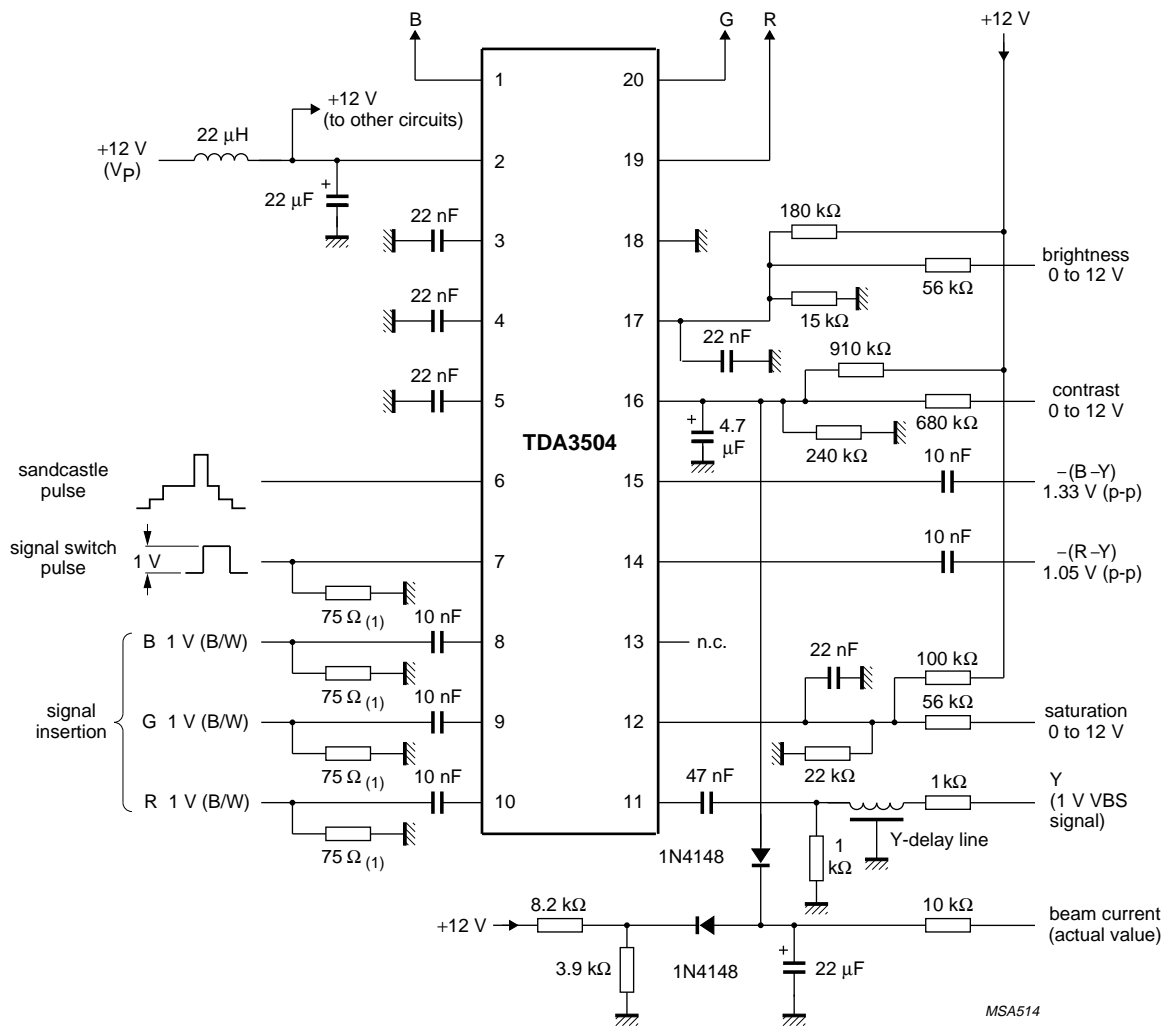 B
G
R
+12 V
1
20
+12 V
(to other circuits)
22 μH
+12 V
(VP)
2
19
22 μF
+
22 nF
3
18
180 kΩ
brightness
0 to 12 V
56 kΩ
22 nF
4
17
15 kΩ
22 nF
910 kΩ
22 nF
5
16
contrast
0 to 12 V
680 kΩ
+
4.7
μF
240 kΩ
TDA3504
10 nF
sandcastle
pulse
6
15
–(B –Y)
1.33 V (p-p)
10 nF
signal switch
pulse
1 V
7
14
–(R –Y)
1.05 V (p-p)
75 Ω (1)
10 nF
B 1 V (B/W)
8
13
n.c.
22 nF
100 kΩ
75 Ω (1)
10 nF
signal
insertion
G 1 V (B/W)
9
12
56 kΩ
saturation
0 to 12 V
22 kΩ
75 Ω (1)
10 nF
47 nF
1 kΩ
R 1 V (B/W)
10
11
Y
(1 V VBS
signal)
Y-delay line
75 Ω (1)
1N4148
1
kΩ
8.2 kΩ
10 kΩ
+12 V
beam current
(actual value)
3.9 kΩ
1N4148
+
22 μF
MSA514